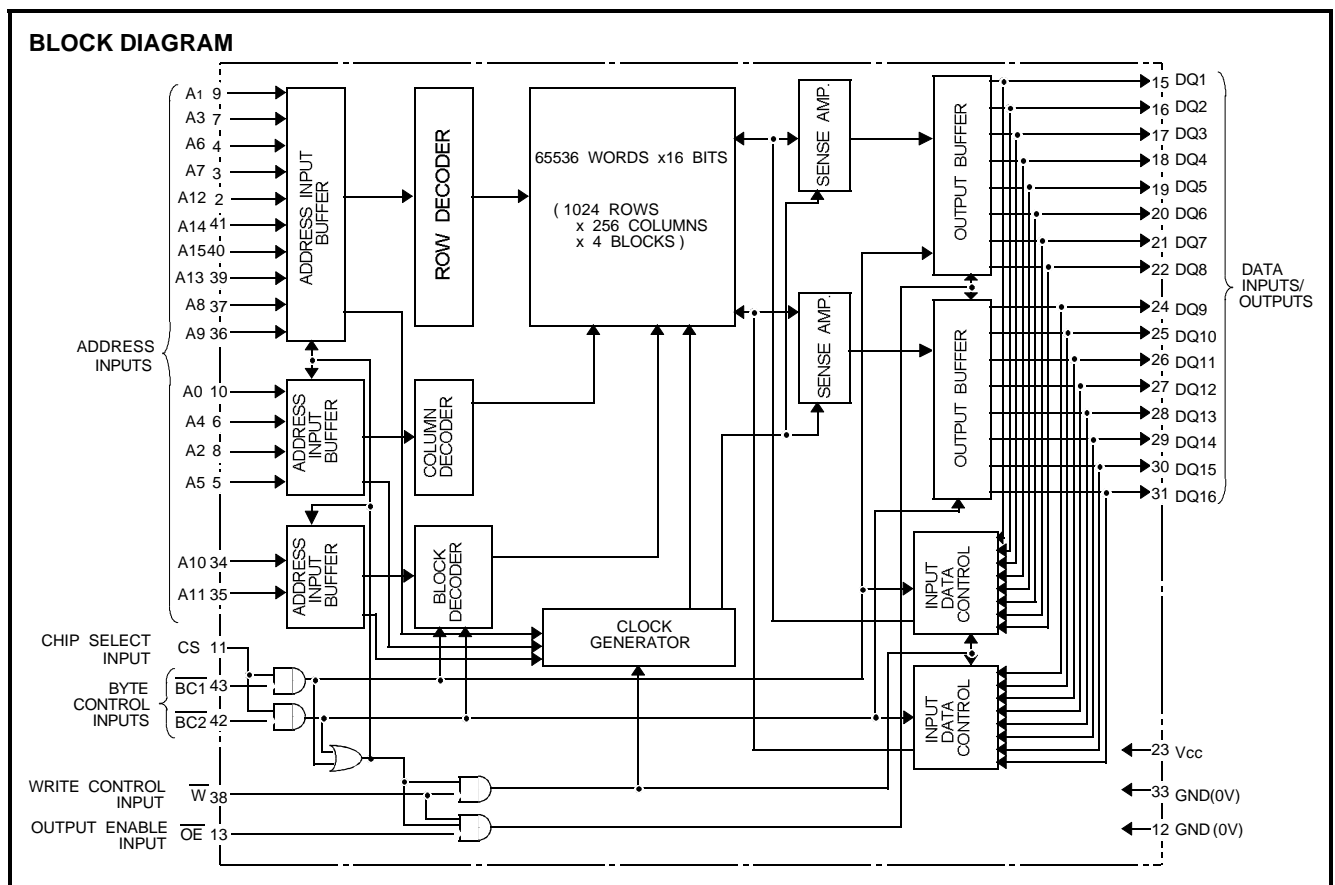 BLOCK DIAGRAM
A1 9
A3 7
A6 4
A7 3
A12 2
A14 41
A15 40
A13 39
A8 37
A9 36
ADDRESS
INPUTS
A0 10
A4 6
A2 8
A5 5
A10 34
A11 35
CHIP SELECT
INPUT
CS 11
BYTE
CONTROL
INPUTS
BC1 43
BC2 42
WRITE CONTROL
INPUT
W 38
OUTPUT ENABLE
INPUT
OE 13
ADDRESS INPUT
BUFFER
ROW DECODER
65536 WORDS x16 BITS
( 1024 ROWS
x 256 COLUMNS
x 4 BLOCKS )
SENSE AMP.
OUTPUT BUFFER
ADDRESS
INPUT
BUFFER
COLUMN
DECODER
SENSE AMP.
OUTPUT BUFFER
ADDRESS
INPUT
BUFFER
BLOCK
DECODER
CLOCK
GENERATOR
INPUT
DATA
CONTROL
INPUT
DATA
CONTROL
15 DQ1
16 DQ2
17 DQ3
18 DQ4
19 DQ5
20 DQ6
21 DQ7
22 DQ8
24 DQ9
25 DQ10
26 DQ11
27 DQ12
28 DQ13
29 DQ14
30 DQ15
31 DQ16
DATA
INPUTS/
OUTPUTS
23 Vcc
33 GND(0V)
12 GND (0V)